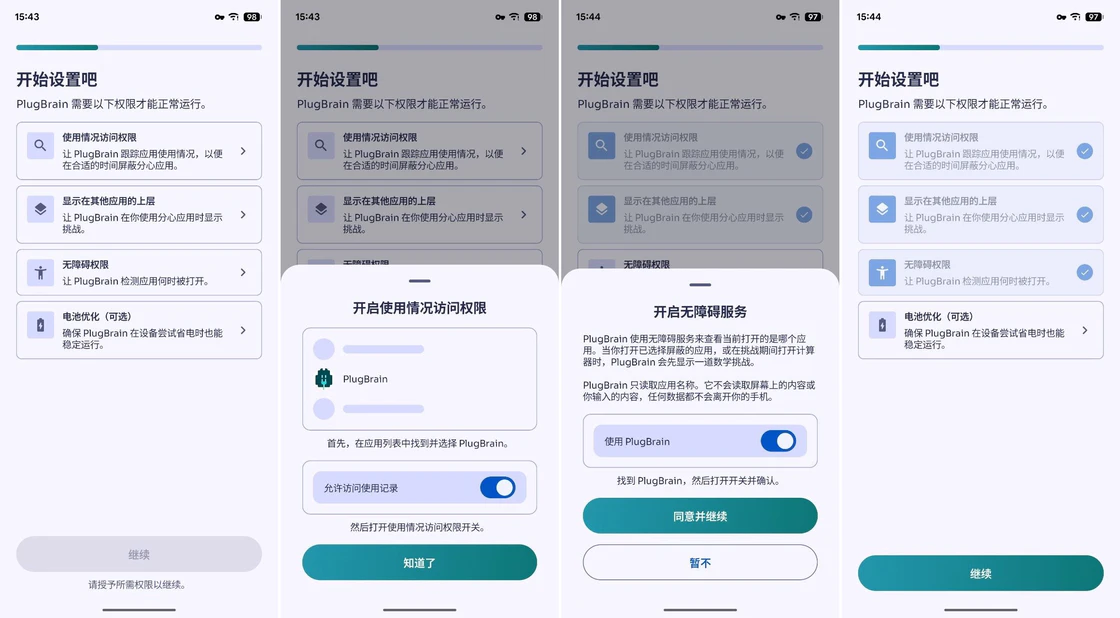 15:43
98
开始设置吧
PlugBrain 需要以下权限才能正常运行。
使用情况访问权限
让 PlugBrain 跟踪应用使用情况，以便
在合适的时间屏蔽分心应用。
显示在其他应用的上层
让 PlugBrain 在你使用分心应用时显示
挑战。
无障碍权限
让 PlugBrain 检测应用何时被打开。
电池优化（可选）
确保 PlugBrain 在设备尝试省电时也能
稳定运行。
继续
请授予所需权限以继续。
15:43
98
开始设置吧
PlugBrain 需要以下权限才能正常运行。
使用情况访问权限
让 PlugBrain 跟踪应用使用情况，以便
在合适的时间屏蔽分心应用。
显示在其他应用的上层
让 PlugBrain 在你使用分心应用时显示
挑战。
无障碍权限
开启使用情况访问权限
PlugBrain
首先，在应用列表中找到并选择 PlugBrain。
允许访问使用记录
然后打开使用情况访问权限开关。
知道了
15:44
97
开始设置吧
PlugBrain 需要以下权限才能正常运行。
使用情况访问权限
让 PlugBrain 跟踪应用使用情况，以便
在合适的时间屏蔽分心应用。
显示在其他应用的上层
让 PlugBrain 在你使用分心应用时显示
挑战。
无障碍权限
开启无障碍服务
PlugBrain 使用无障碍服务来查看当前打开的是哪个应
用。当你打开已选择屏蔽的应用，或在挑战期间打开计算
器时，PlugBrain 会先显示一道数学挑战。
PlugBrain 只读取应用名称。它不会读取屏幕上的内容或
你输入的内容，任何数据都不会离开你的手机。
使用 PlugBrain
找到 PlugBrain，然后打开开关并确认。
同意并继续
暂不
15:44
97
开始设置吧
PlugBrain 需要以下权限才能正常运行。
使用情况访问权限
让 PlugBrain 跟踪应用使用情况，以便
在合适的时间屏蔽分心应用。
显示在其他应用的上层
让 PlugBrain 在你使用分心应用时显示
挑战。
无障碍权限
让 PlugBrain 检测应用何时被打开。
电池优化（可选）
确保 PlugBrain 在设备尝试省电时也能
稳定运行。
继续